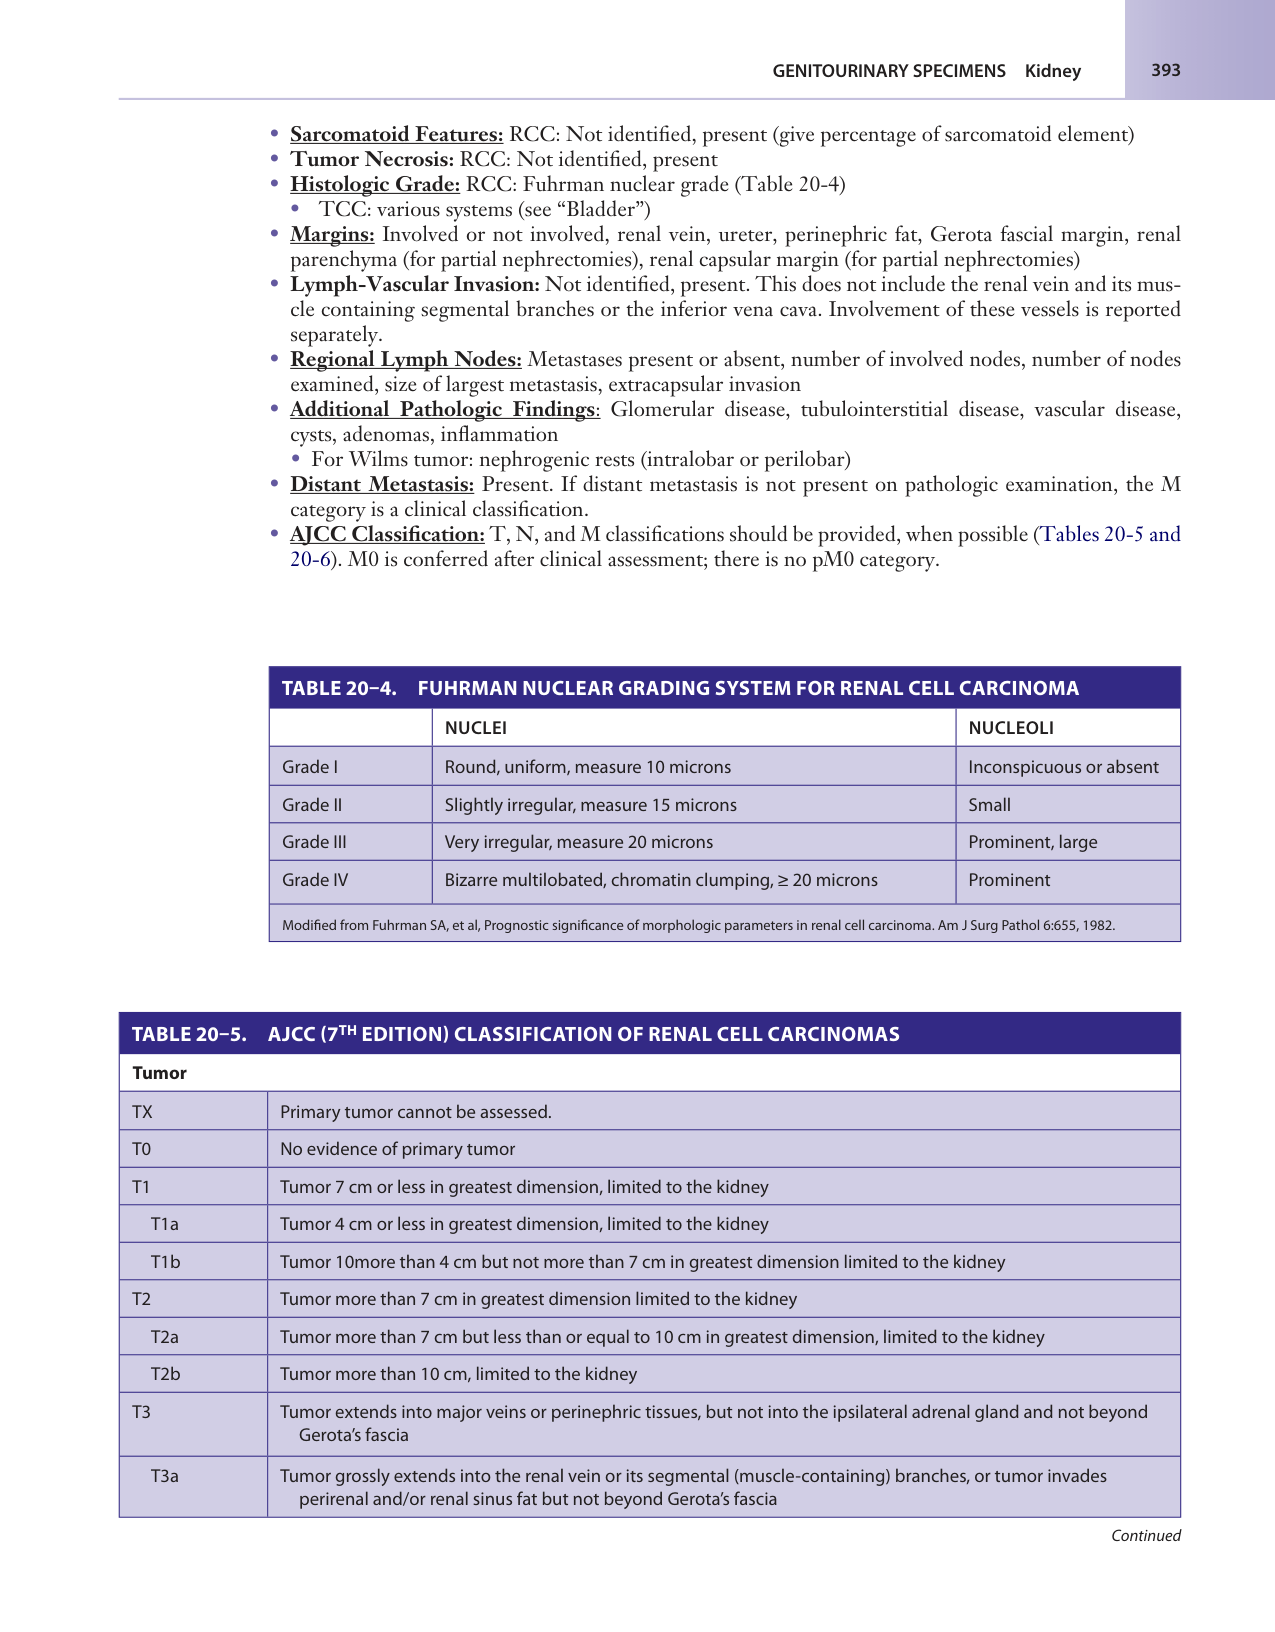 GENITOURINARY SPECIMENS Kidney 393
• Sarcomatoid Features: RCC: Not identified, present (give percentage of sarcomatoid element)
• Tumor Necrosis: RCC: Not identified, present
• Histologic Grade: RCC: Fuhrman nuclear grade (Table 20-4)
• TCC: various systems (see “Bladder”)
• Margins: Involved or not involved, renal vein, ureter, perinephric fat, Gerota fascial margin, renal
parenchyma (for partial nephrectomies), renal capsular margin (for partial nephrectomies)
• Lymph-Vascular Invasion: Not identified, present. This does not include the renal vein and its mus-
cle containing segmental branches or the inferior vena cava. Involvement of these vessels is reported
separately.
• Regional Lymph Nodes: Metastases present or absent, number of involved nodes, number of nodes
examined, size of largest metastasis, extracapsular invasion
• Additional Pathologic Findings: Glomerular disease, tubulointerstitial disease, vascular disease,
cysts, adenomas, inflammation
• For Wilms tumor: nephrogenic rests (intralobar or perilobar)
• Distant Metastasis: Present. If distant metastasis is not present on pathologic examination, the M
category is a clinical classification.
• AJCC Classification: T, N, and M classifications should be provided, when possible (Tables 20-5 and
20-6). M0 is conferred after clinical assessment; there is no pM0 category.
TABLE 20–4. FUHRMAN NUCLEAR GRADING SYSTEM FOR RENAL CELL CARCINOMA
NUCLEI NUCLEOLI
Grade I Round, uniform, measure 10 microns Inconspicuous or absent
Grade II Slightly irregular, measure 15 microns Small
Grade III Very irregular, measure 20 microns Prominent, large
Grade IV Bizarre multilobated, chromatin clumping, ≥ 20 microns Prominent
Modified from Fuhrman SA, et al, Prognostic significance of morphologic parameters in renal cell carcinoma. Am J Surg Pathol 6:655, 1982.
TABLE 20–5. AJCC (7TH EDITION) CLASSIFICATION OF RENAL CELL CARCINOMAS
Tumor
TX Primary tumor cannot be assessed.
T0 No evidence of primary tumor
T1 Tumor 7 cm or less in greatest dimension, limited to the kidney
T1a Tumor 4 cm or less in greatest dimension, limited to the kidney
T1b Tumor 10more than 4 cm but not more than 7 cm in greatest dimension limited to the kidney
T2 Tumor more than 7 cm in greatest dimension limited to the kidney
T2a Tumor more than 7 cm but less than or equal to 10 cm in greatest dimension, limited to the kidney
T2b Tumor more than 10 cm, limited to the kidney
T3 Tumor extends into major veins or perinephric tissues, but not into the ipsilateral adrenal gland and not beyond
Gerota’s fascia
T3a Tumor grossly extends into the renal vein or its segmental (muscle-containing) branches, or tumor invades
perirenal and/or renal sinus fat but not beyond Gerota’s fascia
Continued